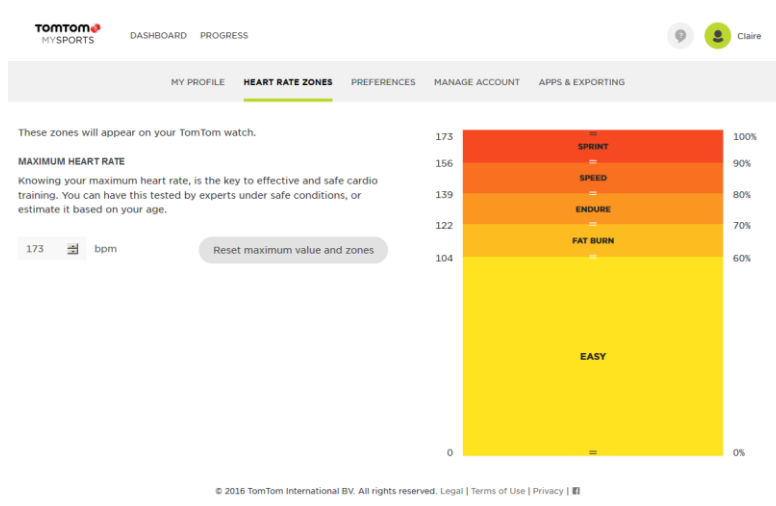 TOMTOM
MYSPORTS
DASHBOARD PROGRESS
?
Claire
MY PROFILE HEART RATE ZONES PREFERENCES MANAGE ACCOUNT APPS & EXPORTING
These zones will appear on your TomTom watch.
MAXIMUM HEART RATE
Knowing your maximum heart rate, is the key to effective and safe cardio
training. You can have this tested by experts under safe conditions, or
estimate it based on your age.
173 bpm Reset maximum value and zones
173 100%
SPRINT
156 90%
SPEED
139 80%
ENDURE
122 70%
FAT BURN
104 60%
EASY
0 0%
© 2016 TomTom International BV. All rights reserved. Legal | Terms of Use | Privacy |